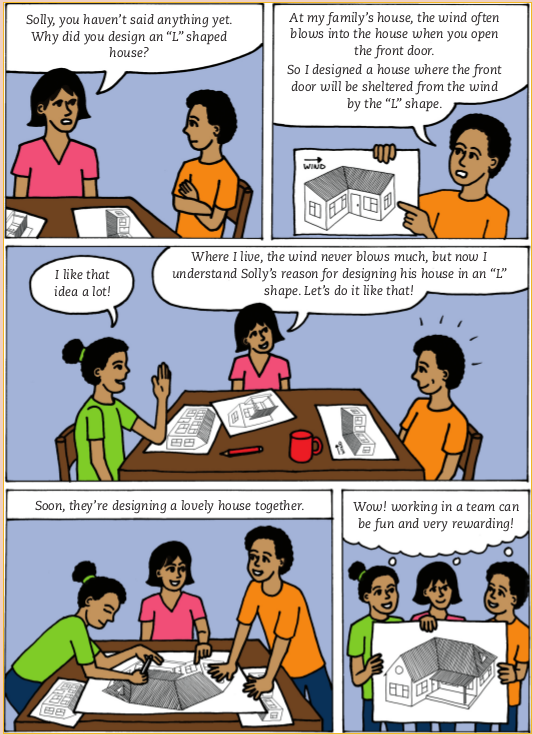 Solly, you haven't said anything yet.
Why did you design an "L" shaped
house?
At my family's house, the wind often
blows into the house when you open
the front door.
So I designed a house where the front
door will be sheltered from the wind
by the "L" shape.
WIND
I like that
idea a lot!
Where I live, the wind never blows much, but now I
understand Solly's reason for designing his house in an "L"
shape. Let's do it like that!
Soon, they're designing a lovely house together.
Wow! working in a team can
be fun and very rewarding!